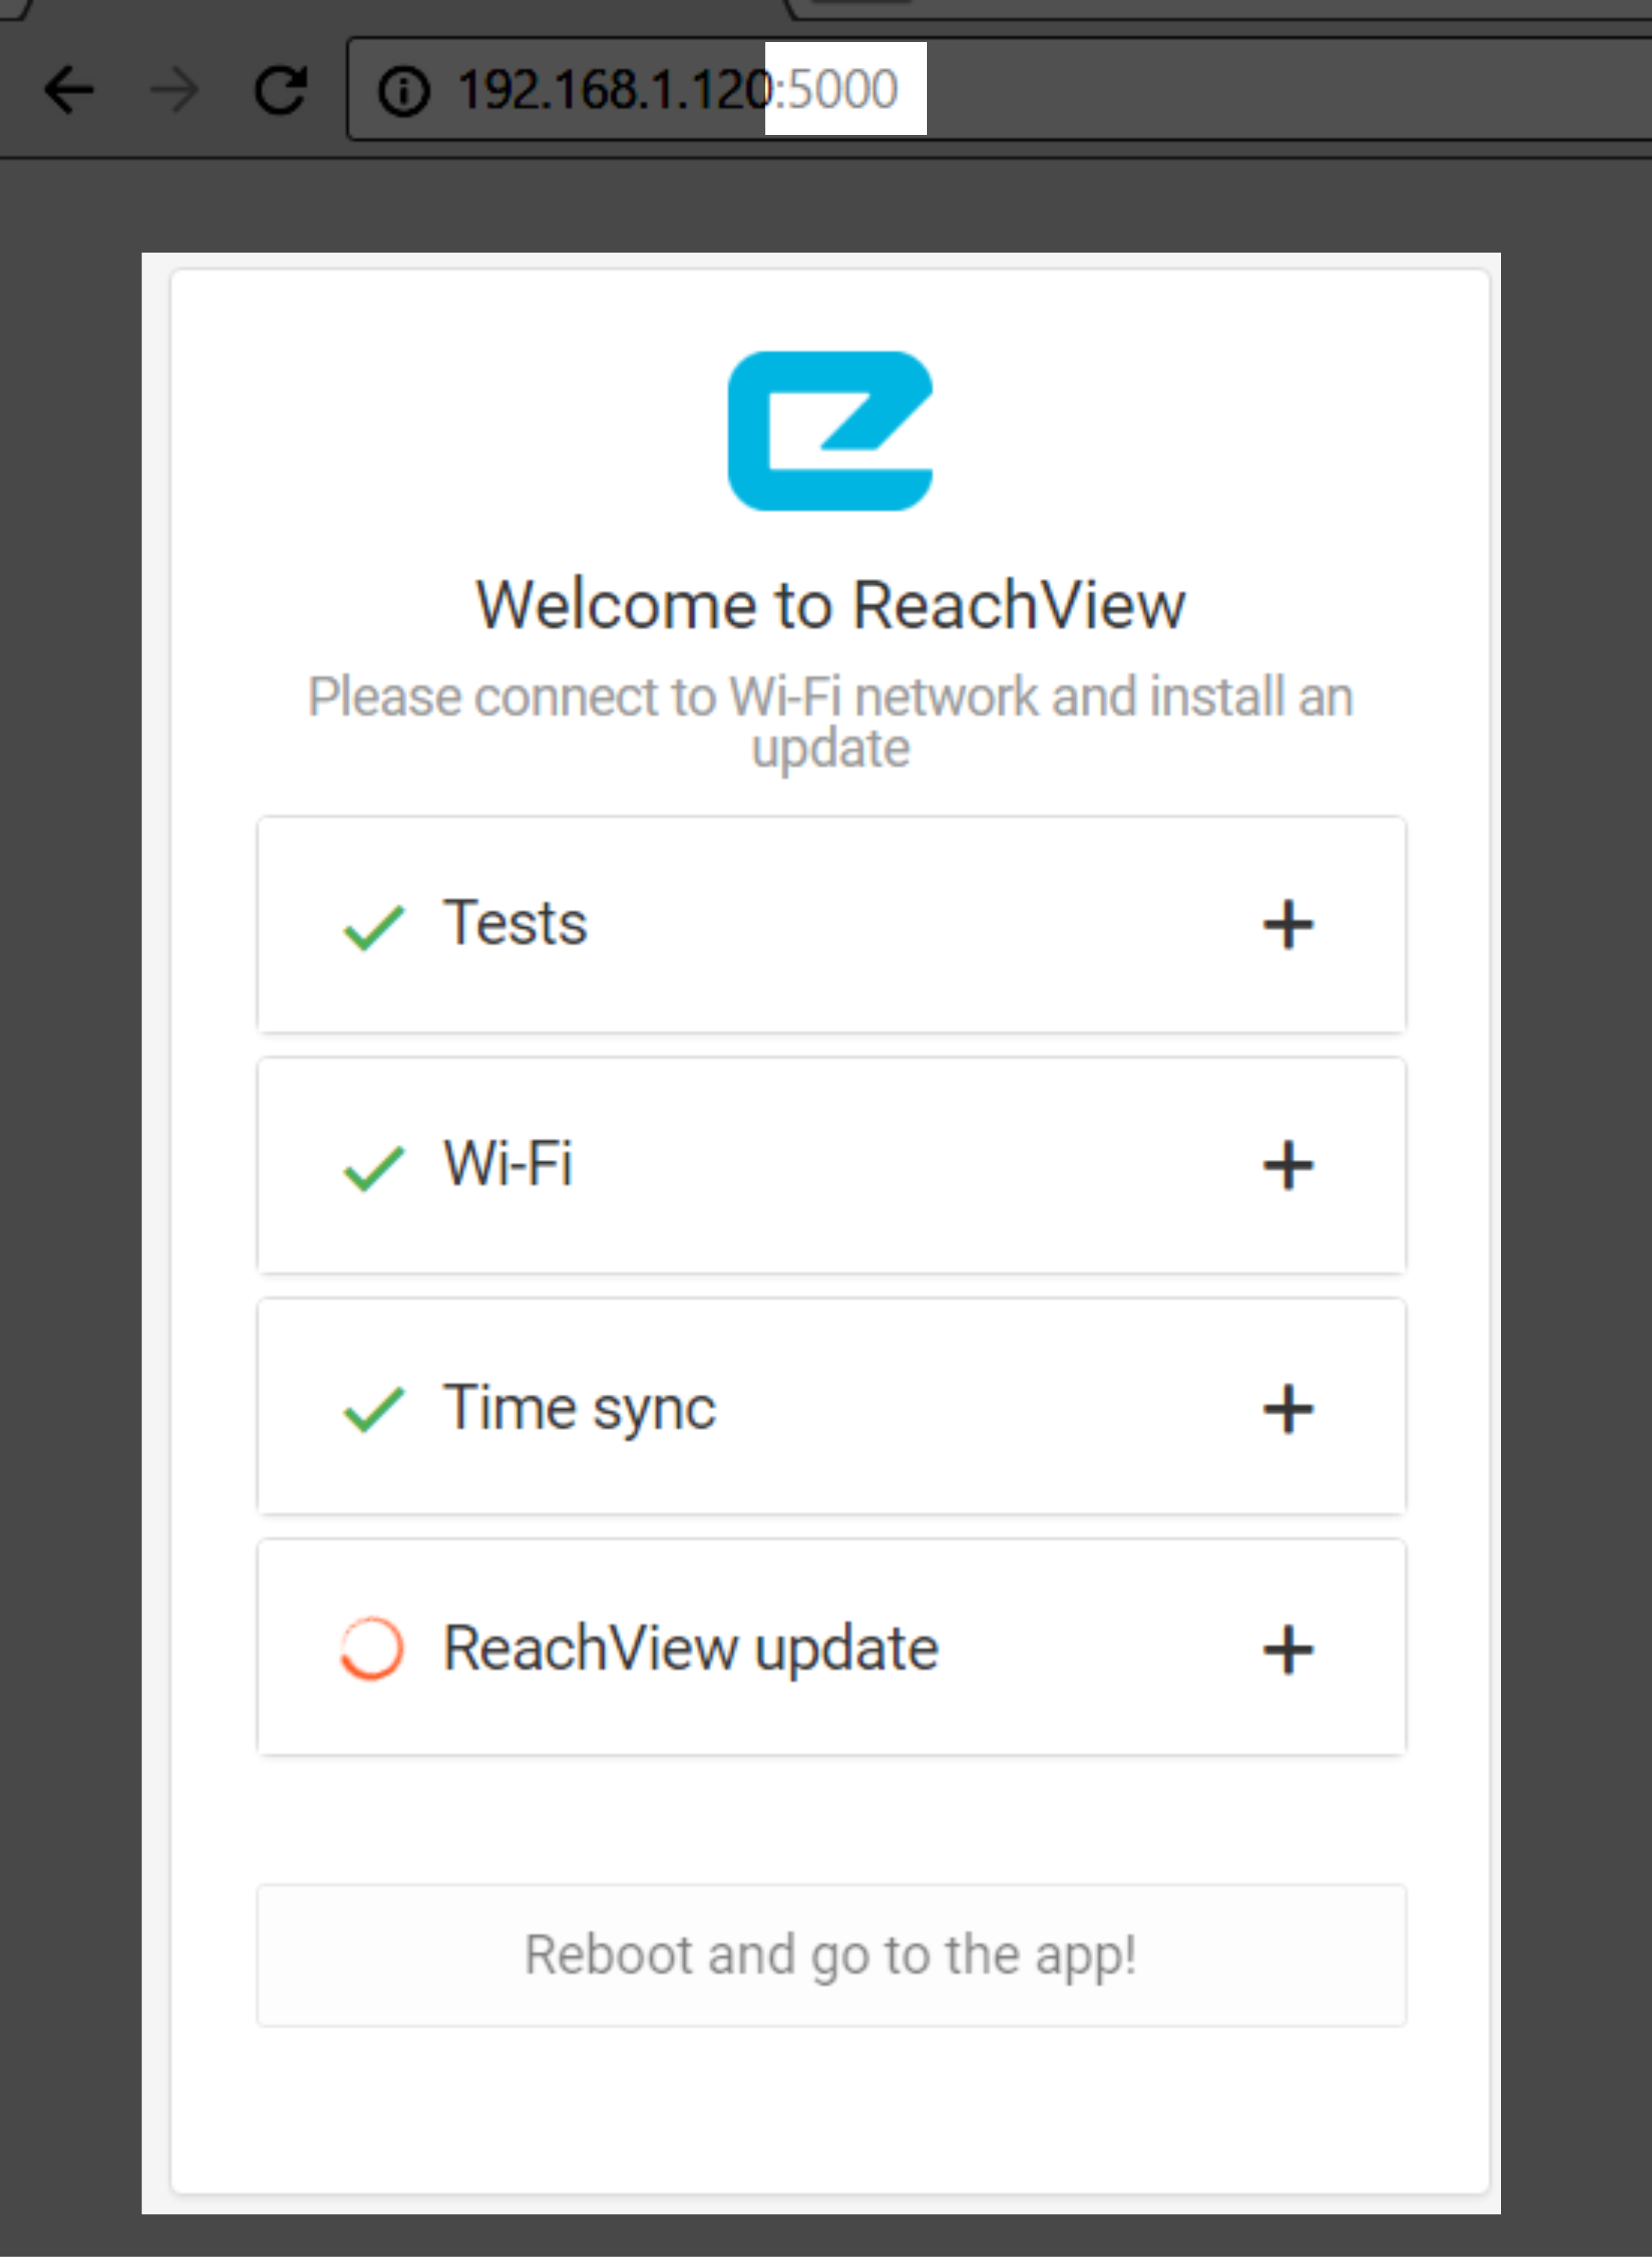 192.168.1.120:5000
Welcome to ReachView
Please connect to Wi-Fi network and install an
update
Tests
Wi-Fi
Time sync
ReachView update
Reboot and go to the app!